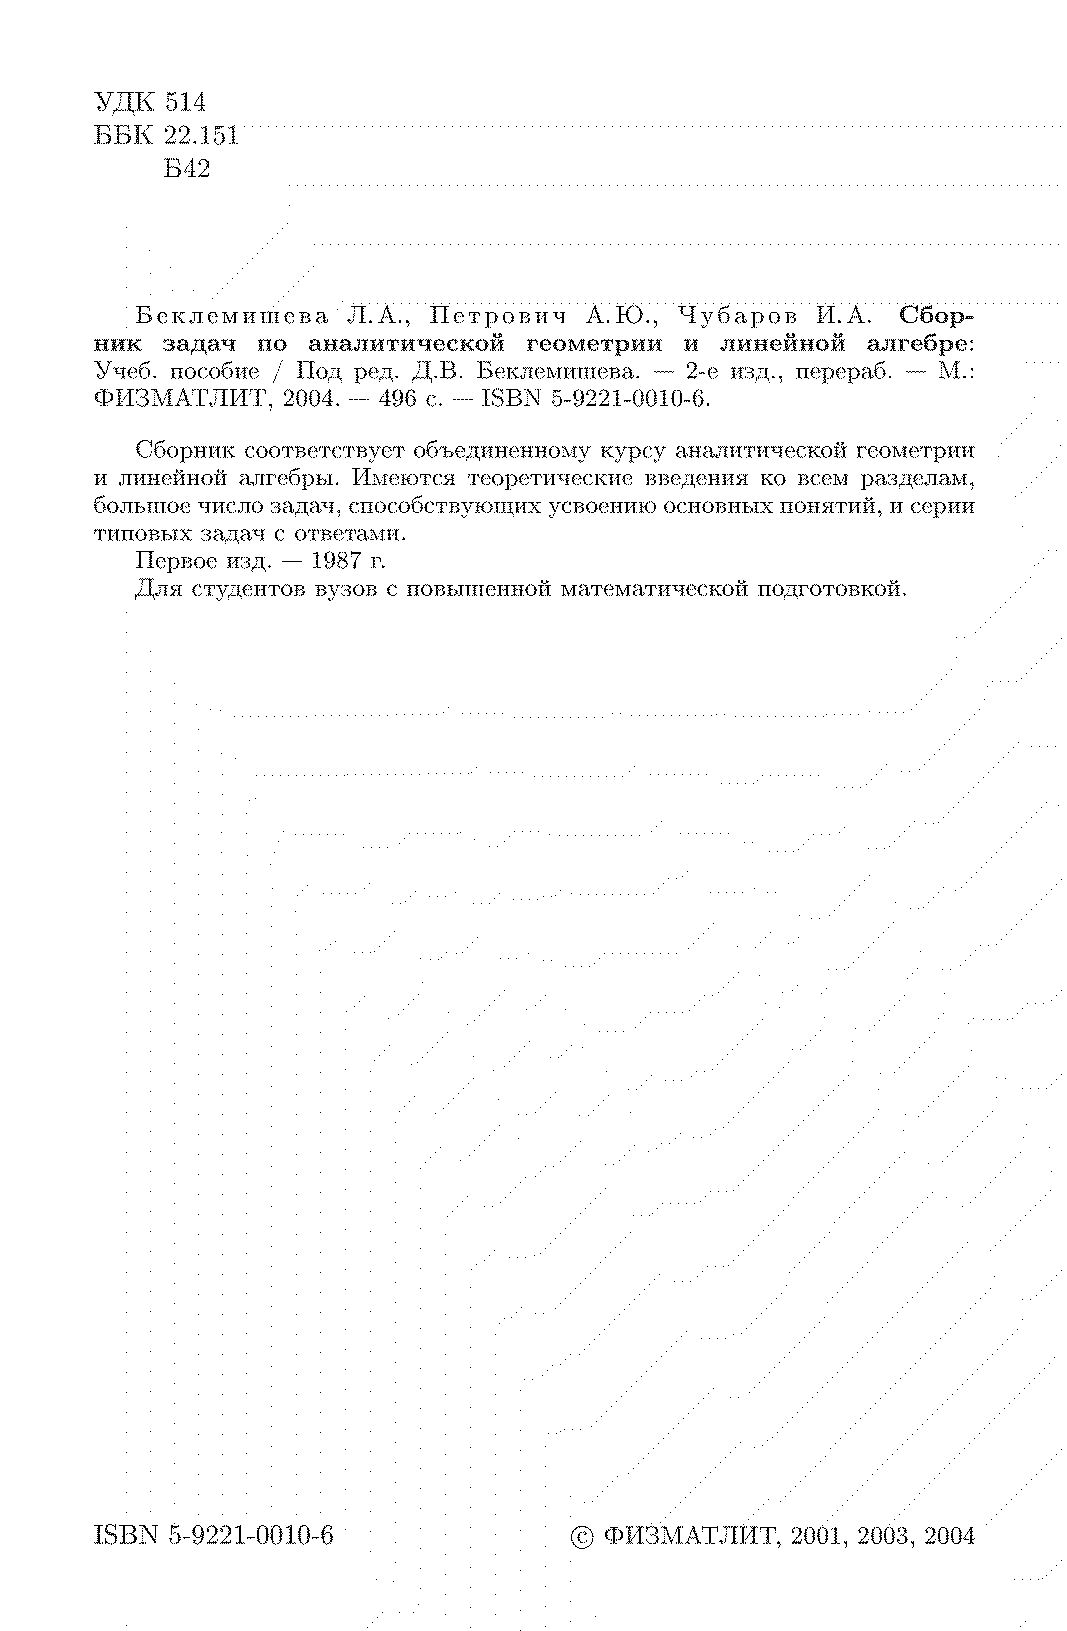 УДК 514
ББК 22.151
Б42
Беклемишева Л.А., Петрович А.Ю., Чубаров И.А. Сбор-
ник задач по аналитической геометрии и линейной алгебре:
Учеб. пособие / Под ред. Д.В. Беклемишева. — 2-е изд., перераб. — М.:
ФИЗМАТЛИТ, 2004. — 496 с. — ISBN 5-9221-0010-6.
Сборник соответствует объединенному курсу аналитической геометрии
и линейной алгебры. Имеются теоретические введения ко всем разделам,
большое число задач, способствующих усвоению основных понятий, и серии
типовых задач с ответами.
Первое изд. — 1987 г.
Для студентов вузов с повышенной математической подготовкой.
ISBN 5-9221-0010-6 © ФИЗМАТЛИТ, 2001, 2003, 2004